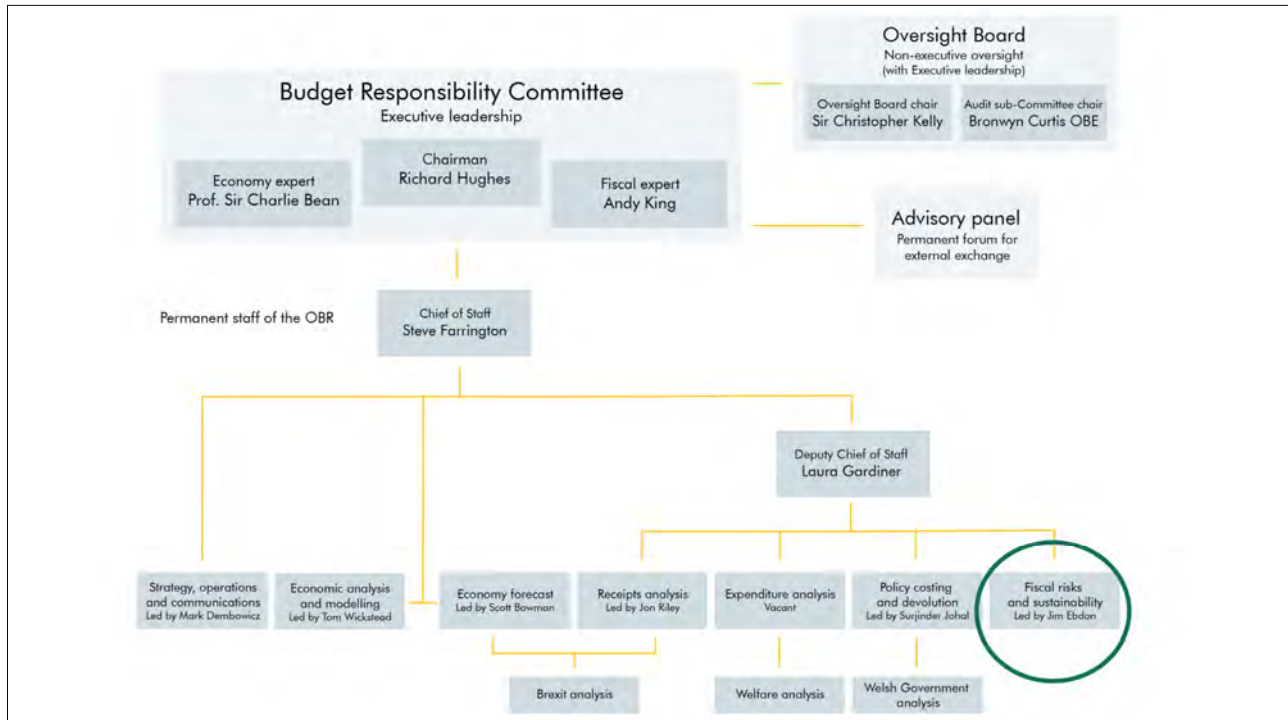 Oversight Board
Non-executive oversight
(with Executive leadership)
Oversight Board chair
Sir Christopher Kelly
Audit sub-Committee chair
Bronwyn Curtis OBE
Budget Responsibility Committee
Executive leadership
Economy expert
Prof. Sir Charlie Bean
Chairman
Richard Hughes
Fiscal expert
Andy King
Advisory panel
Permanent forum for
external exchange
Permanent staff of the OBR
Chief of Staff
Steve Farrington
Deputy Chief of Staff
Laura Gardiner
Strategy, operations
and communications
Led by Mark Dembowicz
Economic analysis
and modelling
Led by Tom Wickstead
Economy forecast
Led by Scott Bowman
Receipts analysis
Led by Jon Riley
Expenditure analysis
Vacant
Policy costing
and devolution
Led by Surjinder Johal
Fiscal risks
and sustainability
Led by Jim Ebdon
Brexit analysis
Welfare analysis
Welsh Government
analysis